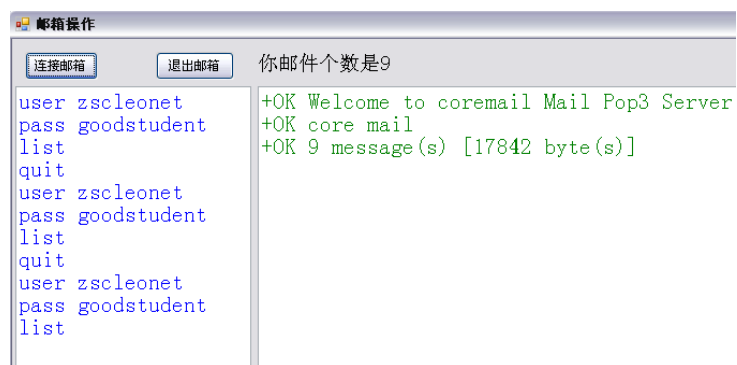 邮箱操作
连接邮箱 退出邮箱 你邮件个数是9
user zscleonet
pass goodstudent
list
quit
user zscleonet
pass goodstudent
list
quit
user zscleonet
pass goodstudent
list
+OK Welcome to coremail Mail Pop3 Server
+OK core mail
+OK 9 message(s) [17842 byte(s)]